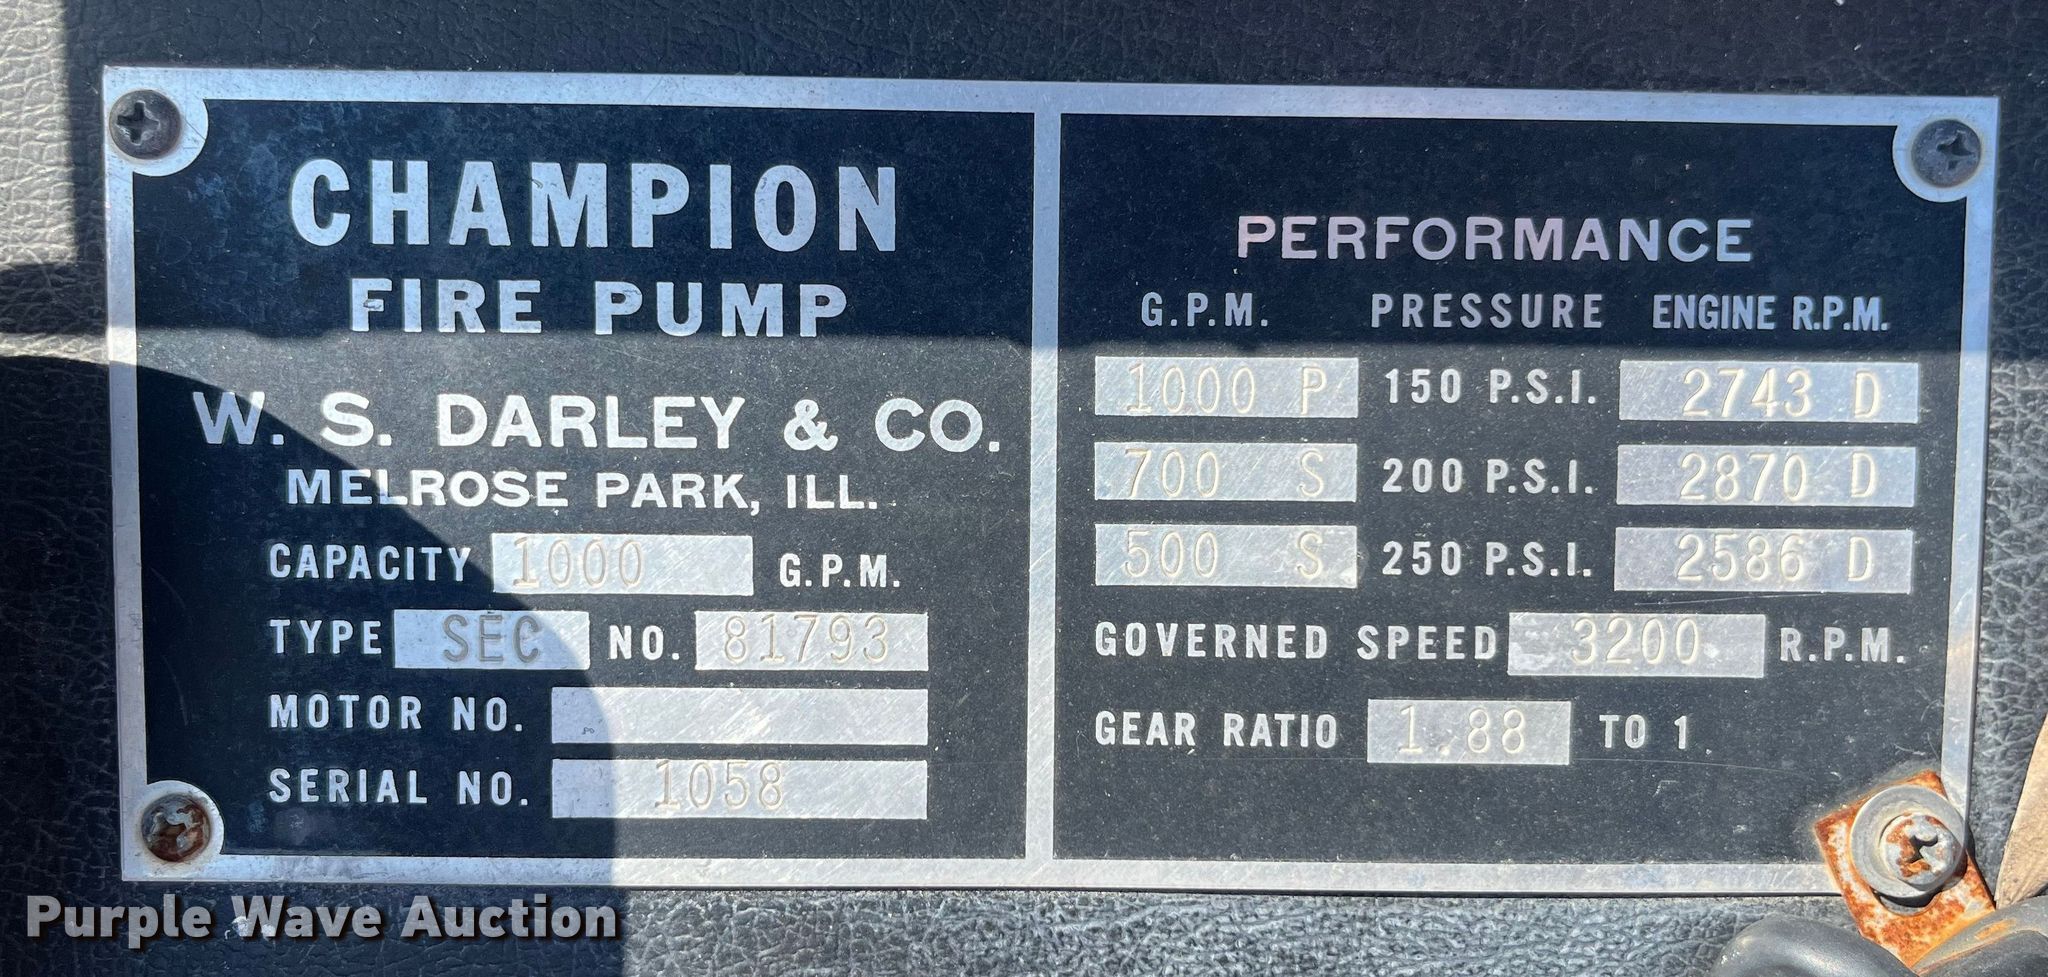 CHAMPION
FIRE PUMP
W. S. DARLEY & CO.
MELROSE PARK, ILL.
CAPACITY 1000 G.P.M.
TYPE SEC NO. 81793
MOTOR NO.
SERIAL NO. 1058
PERFORMANCE
G.P.M. PRESSURE ENGINE R.P.M.
1000 P 150 P.S.I. 2743 D
700 S 200 P.S.I. 2870 D
500 S 250 P.S.I. 2586 D
GOVERNED SPEED 3200 R.P.M.
GEAR RATIO 1.88 TO 1
Purple Wave Auction